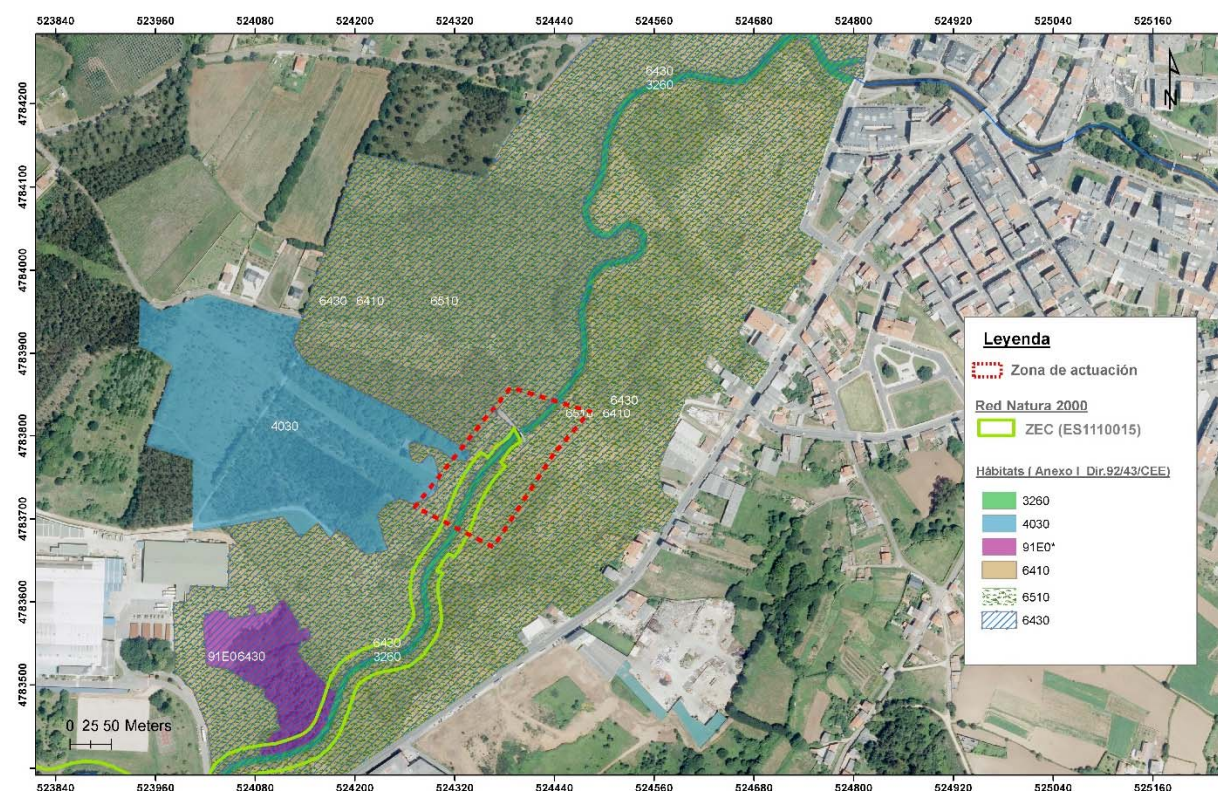 523840 523960 524080 524200 524320 524440 524560 524680 524800 524920 525040 525160
4784200
4784100
4784000
4783900
4783800
4783700
4783600
4783500
N
6430
3260
6430 6410 6510
6430
6510 6410
4030
91E06430
6430
3260
0 25 50 Meters
Leyenda
Zona de actuación
Red Natura 2000
ZEC (ES1110015)
Hábitats ( Anexo I Dir.92/43/CEE)
3260
4030
91E0*
6410
6510
6430
523840 523960 524080 524200 524320 524440 524560 524680 524800 524920 525040 525160